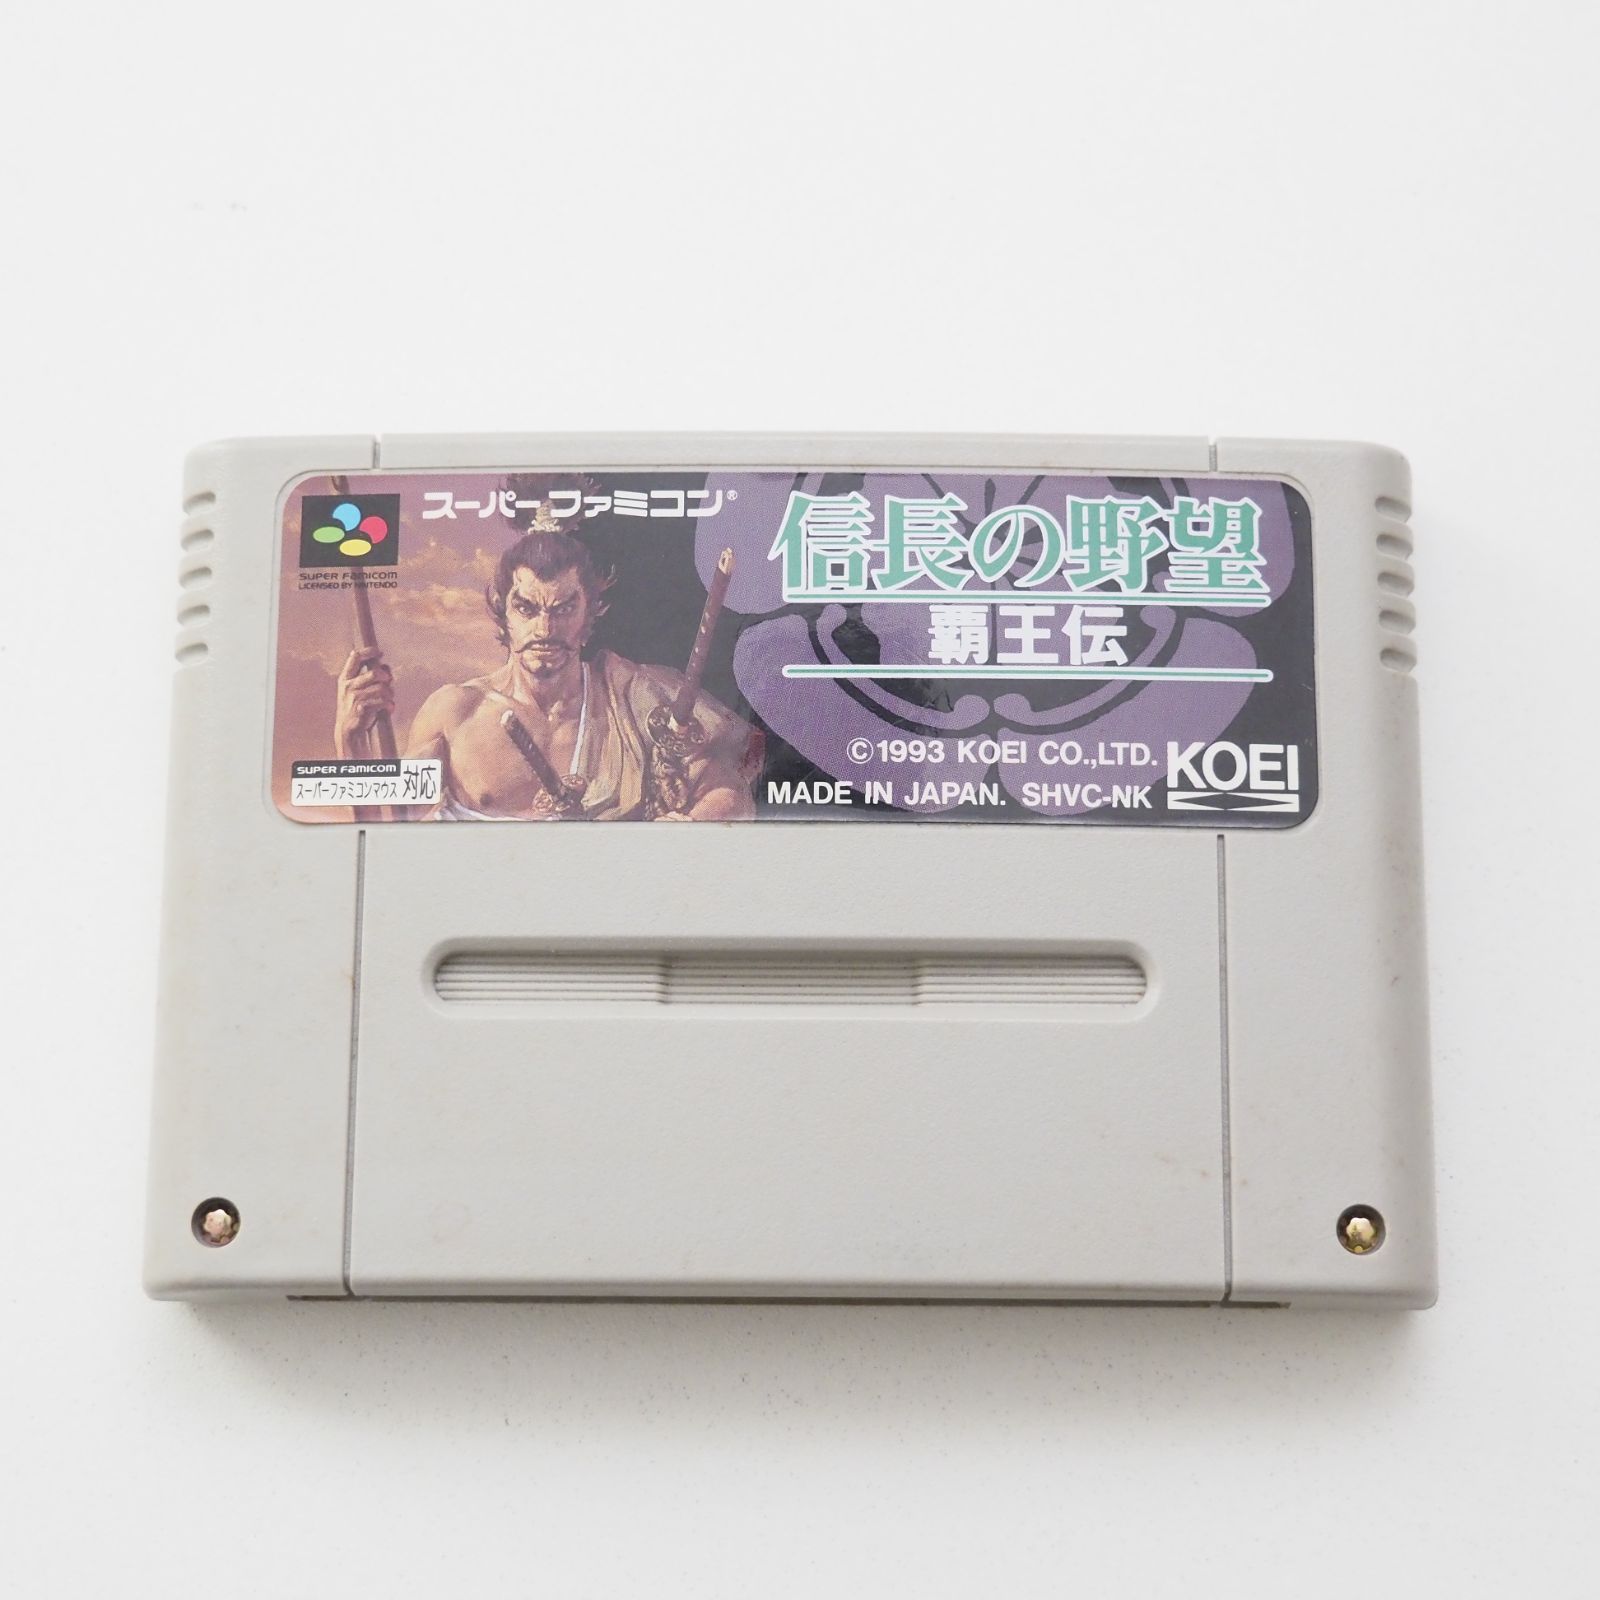 スーパーファミコン®
SUPER FAMICOM
LICENSED BY NINTENDO
信長の野望
覇王伝
SUPER FAMICOM
スーパーファミコンマウス 対応
©1993 KOEI CO.,LTD.
MADE IN JAPAN. SHVC-NK
KOEI